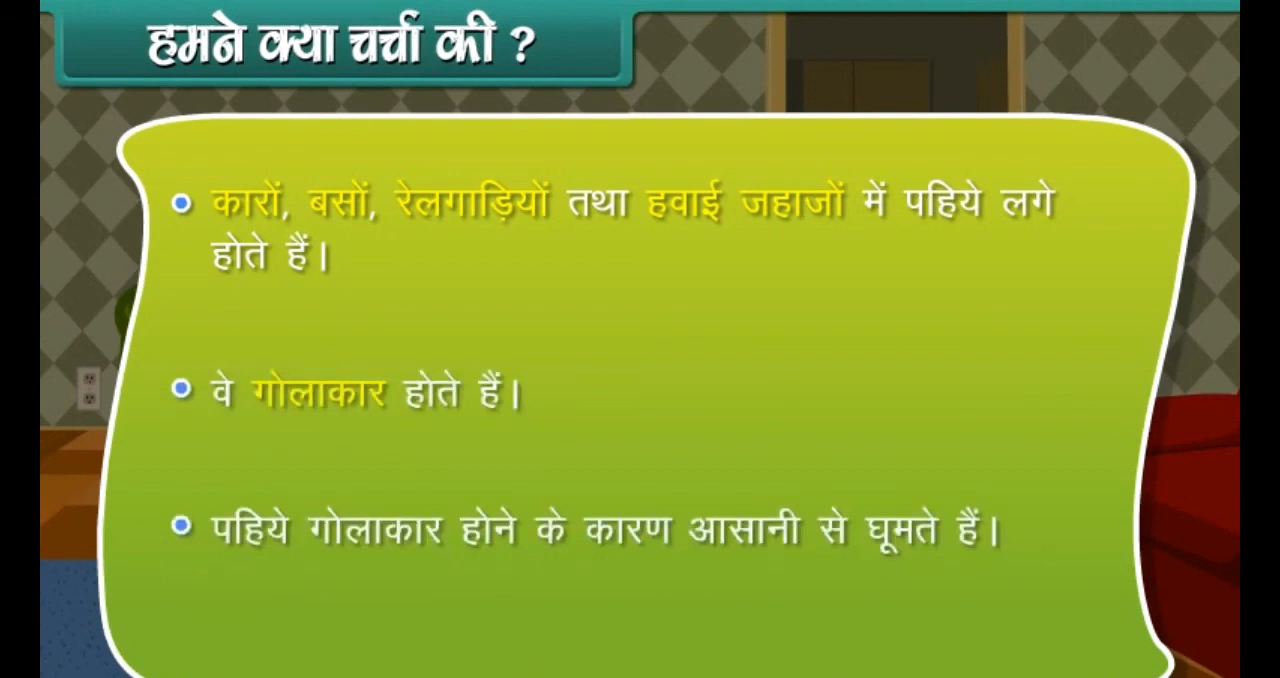 हमने क्या चर्चा की ?
कारों, बसों, रेलगाड़ियों तथा हवाई जहाजों में पहिये लगे
होते हैं।
वे गोलाकार होते हैं।
पहिये गोलाकार होने के कारण आसानी से घूमते हैं।